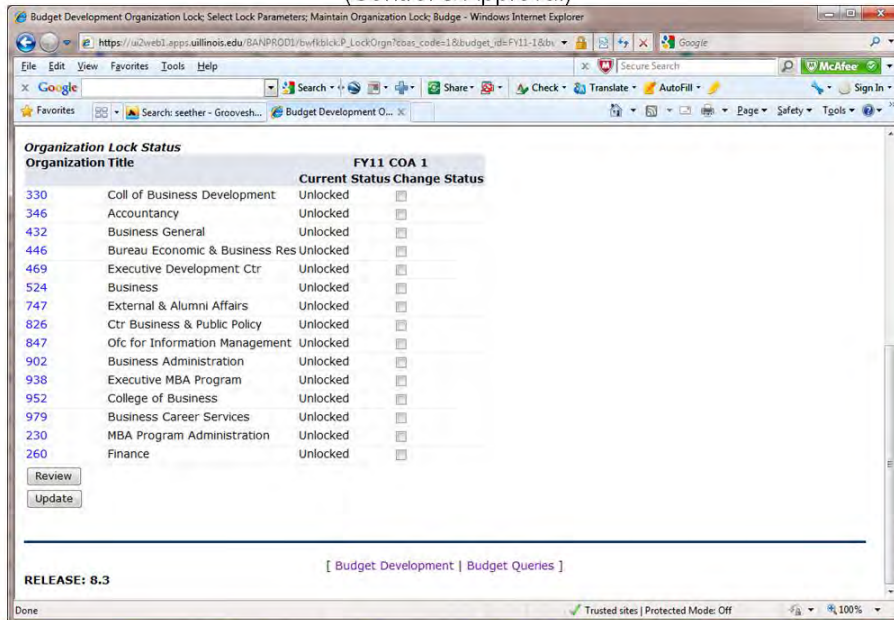 Budget Development Organization Lock; Select Lock Parameters; Maintain Organization Lock; Budge - Windows Internet Explorer
https://ui2web1.apps.uillinois.edu/BANPROD1/bwfkblck.P_LockOrgn?coas_code=1&budget_id=FY11-1&
Google
File Edit View Favorites Tools Help
Secure Search
McAfee
x Google Search Share Check Translate AutoFill Sign In
Favorites Search: seether - Groovesh... Budget Development O... Page Safety Tools
Organization Lock Status
Organization Title FY11 COA 1
Current Status Change Status
330 Coll of Business Development Unlocked
346 Accountancy Unlocked
432 Business General Unlocked
446 Bureau Economic & Business Res Unlocked
469 Executive Development Ctr Unlocked
524 Business Unlocked
747 External & Alumni Affairs Unlocked
826 Ctr Business & Public Policy Unlocked
847 Ofc for Information Management Unlocked
902 Business Administration Unlocked
938 Executive MBA Program Unlocked
952 College of Business Unlocked
979 Business Career Services Unlocked
230 MBA Program Administration Unlocked
260 Finance Unlocked
Review
Update
[ Budget Development | Budget Queries ]
RELEASE: 8.3
Done Trusted sites | Protected Mode: Off 100%